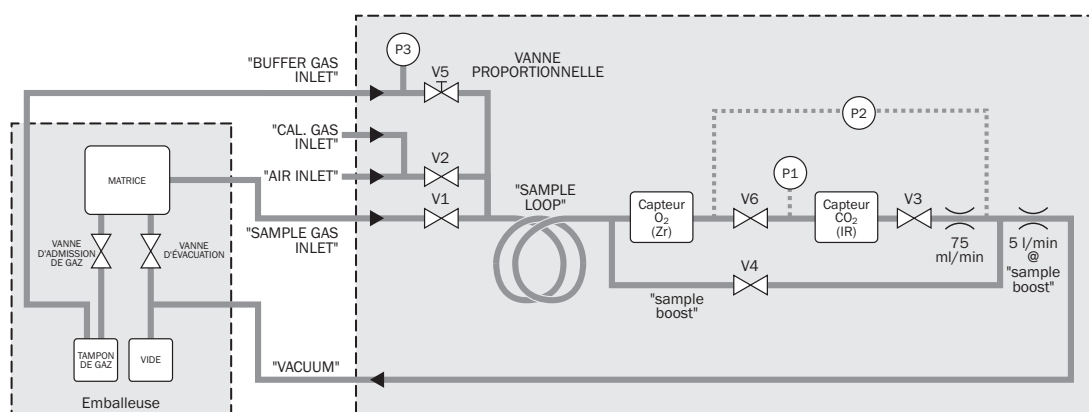 P3
"BUFFER GAS
INLET"
V5
VANNE
PROPORTIONNELLE
"CAL. GAS
INLET"
P2
"AIR INLET"
V2
P1
MATRICE
V1
"SAMPLE
LOOP"
Capteur
O2
(Zr)
V6
Capteur
CO2
(IR)
V3
"SAMPLE GAS
INLET"
VANNE
D'ADMISSION
DE GAZ
VANNE
D'ÉVACUATION
75
ml/min
5 l/min
@
"sample
boost"
V4
"sample
boost"
TAMPON
DE GAZ
VIDE
"VACUUM"
Emballeuse